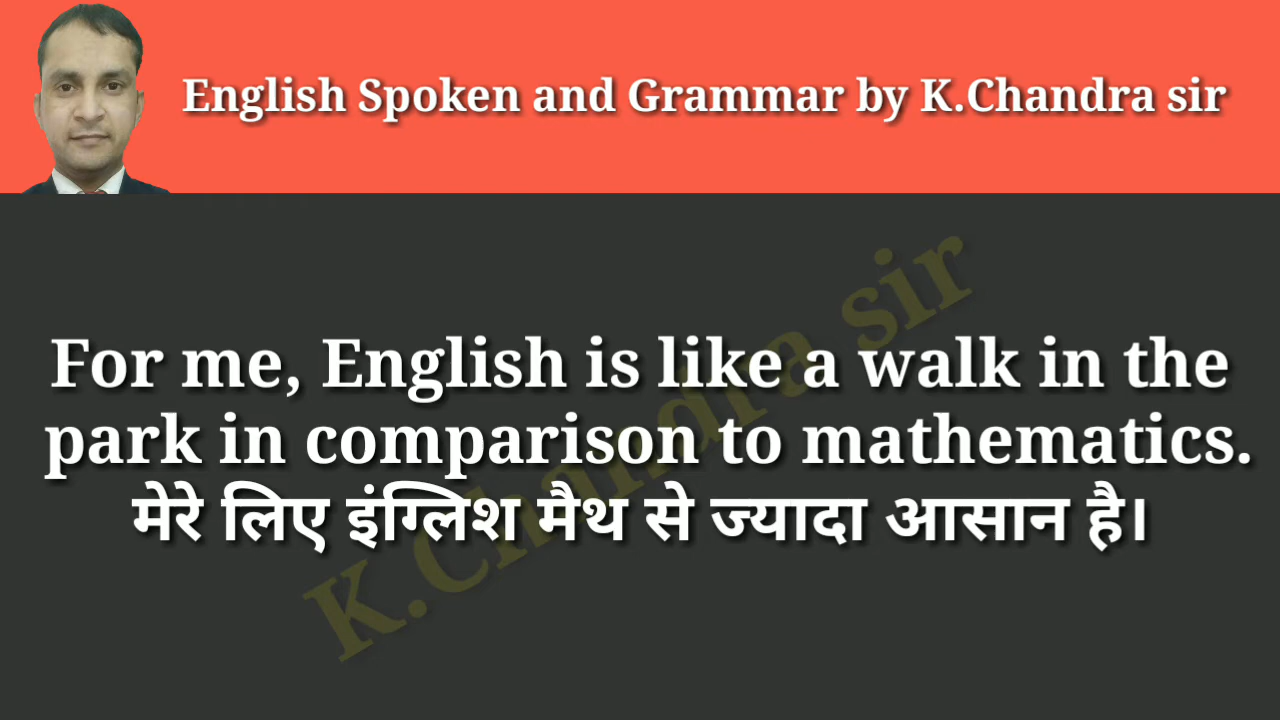 English Spoken and Grammar by K.Chandra sir
For me, English is like a walk in the
park in comparison to mathematics.
मेरे लिए इंग्लिश मैथ से ज्यादा आसान है।
K.Chandra sir